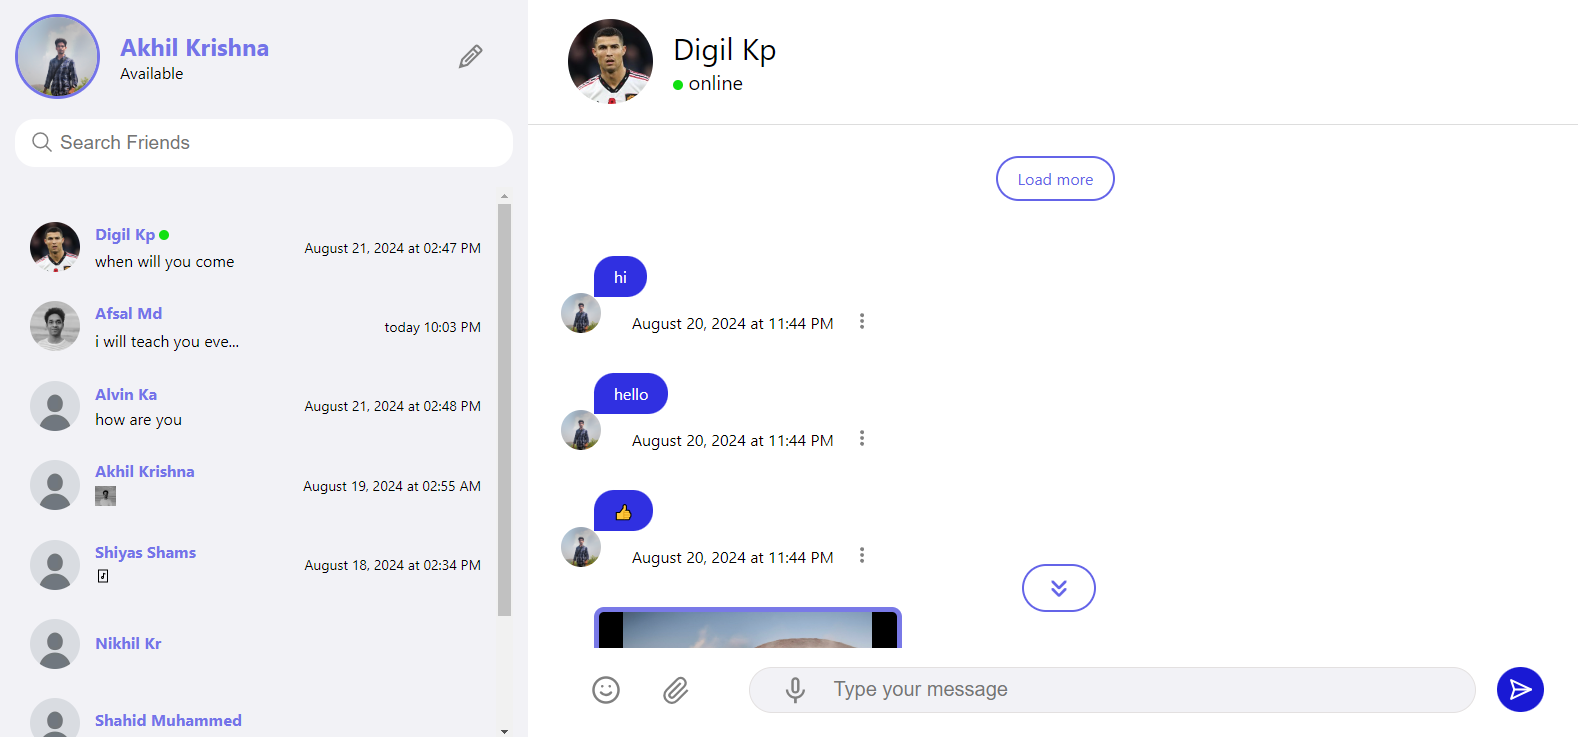 Akhil Krishna
Available
Search Friends
Digil Kp
when will you come
August 21, 2024 at 02:47 PM
Afsal Md
i will teach you eve...
today 10:03 PM
Alvin Ka
how are you
August 21, 2024 at 02:48 PM
Akhil Krishna
August 19, 2024 at 02:55 AM
Shiyas Shams
August 18, 2024 at 02:34 PM
Nikhil Kr
Shahid Muhammed
Digil Kp
online
Load more
hi
August 20, 2024 at 11:44 PM
hello
August 20, 2024 at 11:44 PM
👍
August 20, 2024 at 11:44 PM
Type your message